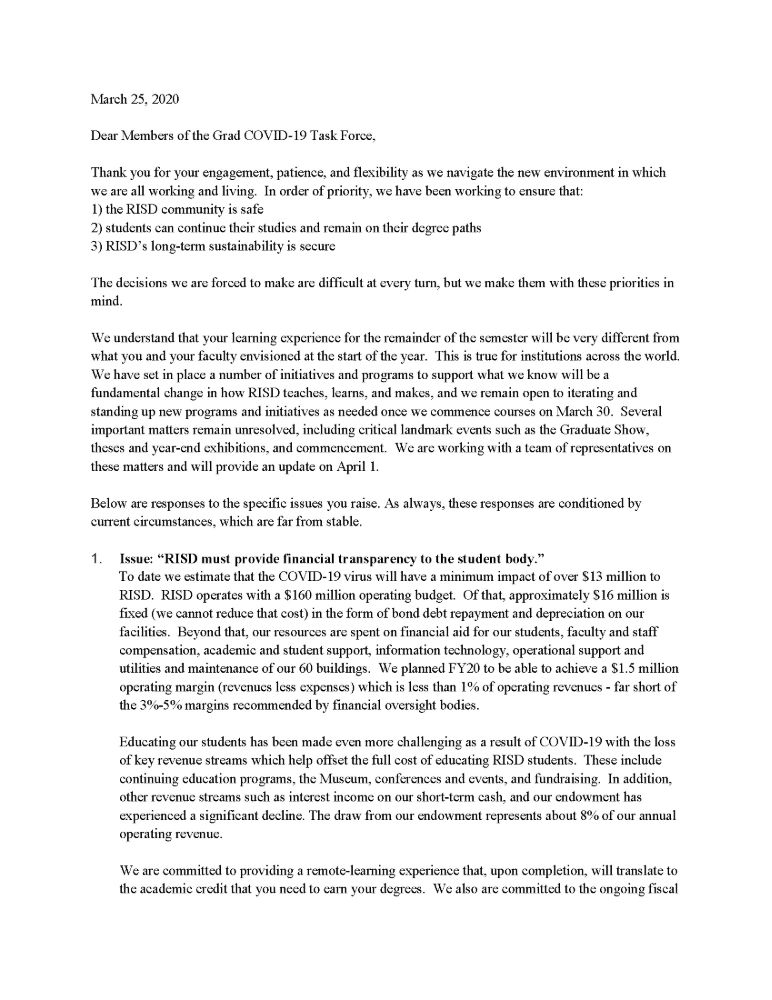 March 25, 2020
Dear Members of the Grad COVID-19 Task Force,
Thank you for your engagement, patience, and flexibility as we navigate the new environment in which
we are all working and living.  In order of priority, we have been working to ensure that:
1) the RISD community is safe
2) students can continue their studies and remain on their degree paths
3) RISD’s long-term sustainability is secure
The decisions we are forced to make are difficult at every turn, but we make them with these priorities in
mind.
We understand that your learning experience for the remainder of the semester will be very different from
what you and your faculty envisioned at the start of the year.  This is true for institutions across the world.
We have set in place a number of initiatives and programs to support what we know will be a
fundamental change in how RISD teaches, learns, and makes, and we remain open to iterating and
standing up new programs and initiatives as needed once we commence courses on March 30.  Several
important matters remain unresolved, including critical landmark events such as the Graduate Show,
theses and year-end exhibitions, and commencement.  We are working with a team of representatives on
these matters and will provide an update on April 1.
Below are responses to the specific issues you raise. As always, these responses are conditioned by
current circumstances, which are far from stable.
1. Issue: “RISD must provide financial transparency to the student body.”
To date we estimate that the COVID-19 virus will have a minimum impact of over $13 million to
RISD.  RISD operates with a $160 million operating budget.  Of that, approximately $16 million is
fixed (we cannot reduce that cost) in the form of bond debt repayment and depreciation on our
facilities.  Beyond that, our resources are spent on financial aid for our students, faculty and staff
compensation, academic and student support, information technology, operational support and
utilities and maintenance of our 60 buildings.  We planned FY20 to be able to achieve a $1.5 million
operating margin (revenues less expenses) which is less than 1% of operating revenues - far short of
the 3%-5% margins recommended by financial oversight bodies.
Educating our students has been made even more challenging as a result of COVID-19 with the loss
of key revenue streams which help offset the full cost of educating RISD students.  These include
continuing education programs, the Museum, conferences and events, and fundraising.  In addition,
other revenue streams such as interest income on our short-term cash, and our endowment has
experienced a significant decline. The draw from our endowment represents about 8% of our annual
operating revenue.
We are committed to providing a remote-learning experience that, upon completion, will translate to
the academic credit that you need to earn your degrees.  We also are committed to the ongoing fiscal